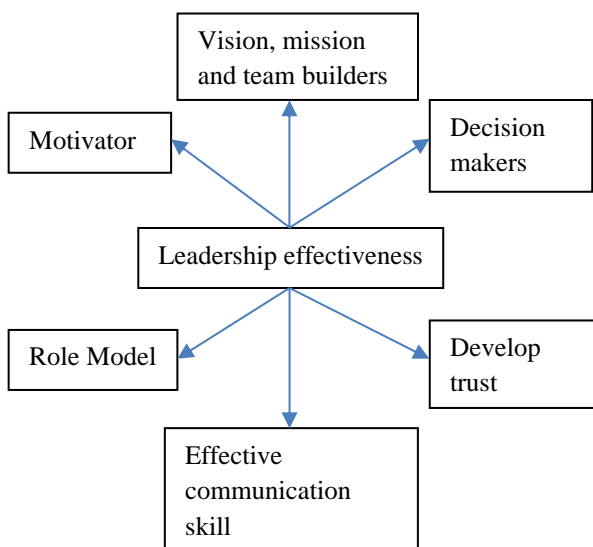 Vision, mission
and team builders
Motivator
Decision
makers
Leadership effectiveness
Role Model
Develop
trust
Effective
communication
skill